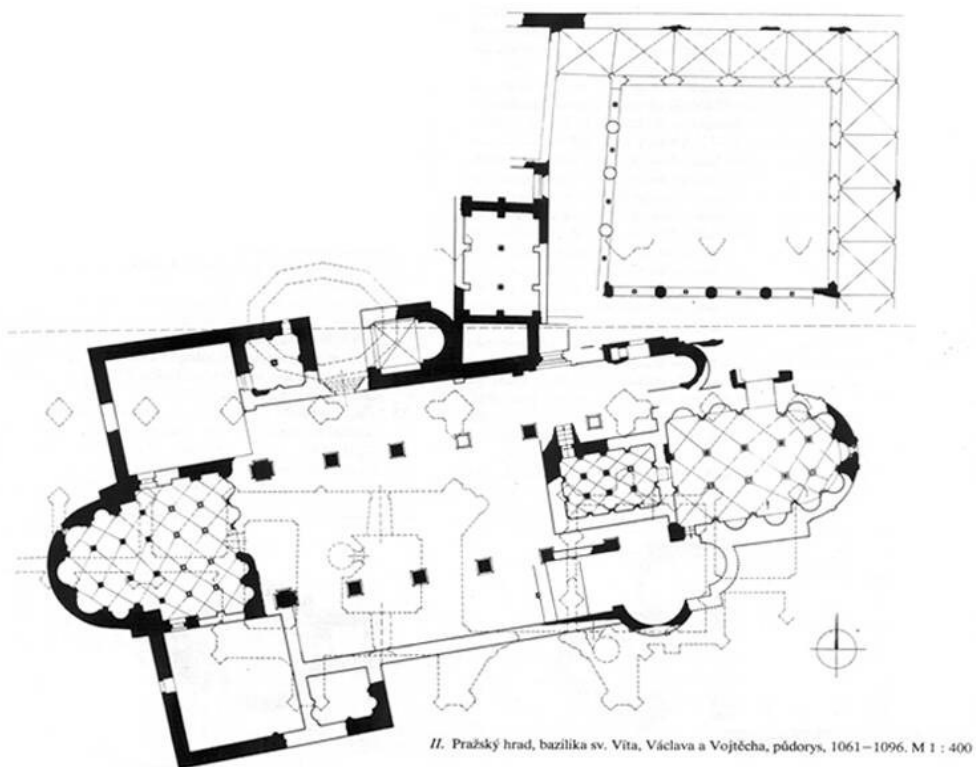 II. Pražský hrad, bazilika sv. Víta, Václava a Vojtěcha, půdorys, 1061–1096. M 1 : 400